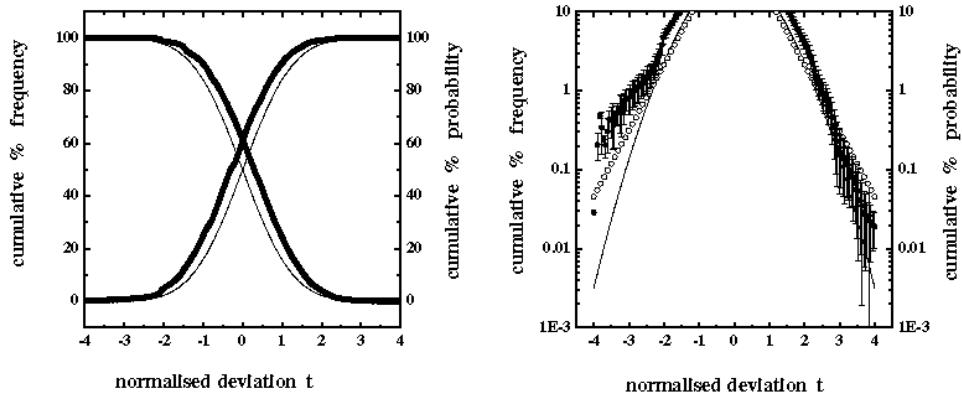 cumulative % frequency
100
80
60
40
20
0
100
80
60
40
20
0
cumulative % probability
-4 -3 -2 -1 0 1 2 3 4
normalised deviation t
cumulative % frequency
10
1
0.1
0.01
1E-3
10
1
0.1
0.01
1E-3
cumulative % probability
-4 -3 -2 -1 0 1 2 3 4
normalised deviation t